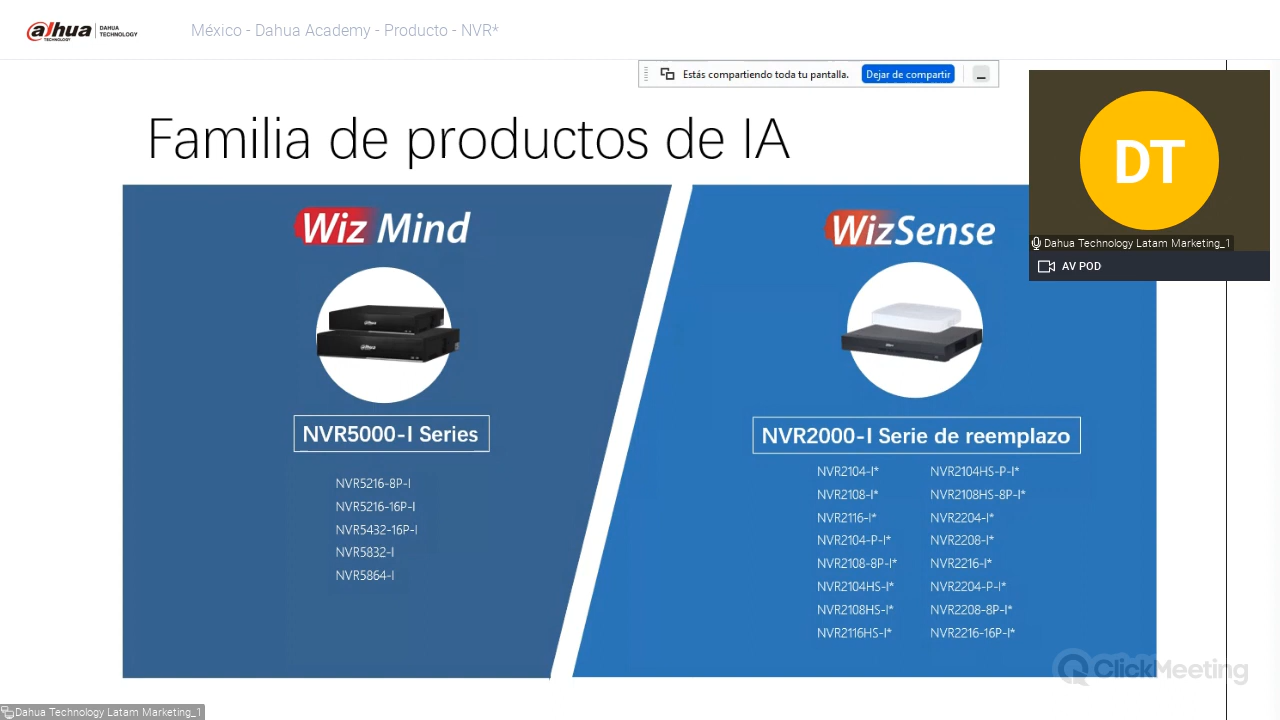 alhua
TECHNOLOGY
DAHUA
TECHNOLOGY
México - Dahua Academy - Producto - NVR*
Estás compartiendo toda tu pantalla.
Dejar de compartir
Familia de productos de IA
DT
Dahua Technology Latam Marketing_1
AV POD
Wiz Mind
NVR5000-I Series
NVR5216-8P-I
NVR5216-16P-I
NVR5432-16P-I
NVR5832-I
NVR5864-I
WizSense
NVR2000-I Serie de reemplazo
NVR2104-I*
NVR2108-I*
NVR2116-I*
NVR2104-P-I*
NVR2108-8P-I*
NVR2104HS-I*
NVR2108HS-I*
NVR2116HS-I*
NVR2104HS-P-I*
NVR2108HS-8P-I*
NVR2204-I*
NVR2208-I*
NVR2216-I*
NVR2204-P-I*
NVR2208-8P-I*
NVR2216-16P-I*
ClickMeeting
Dahua Technology Latam Marketing_1